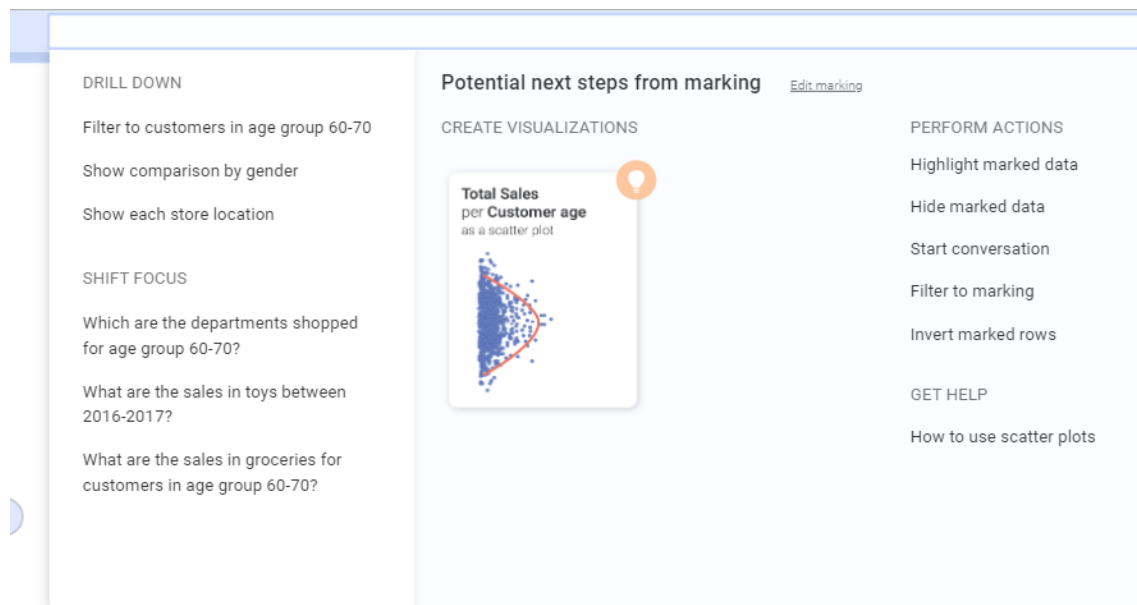 DRILL DOWN
Filter to customers in age group 60-70
Show comparison by gender
Show each store location
SHIFT FOCUS
Which are the departments shopped
for age group 60-70?
What are the sales in toys between
2016-2017?
What are the sales in groceries for
customers in age group 60-70?
Potential next steps from marking
Edit marking
CREATE VISUALIZATIONS
Total Sales
per Customer age
as a scatter plot
PERFORM ACTIONS
Highlight marked data
Hide marked data
Start conversation
Filter to marking
Invert marked rows
GET HELP
How to use scatter plots